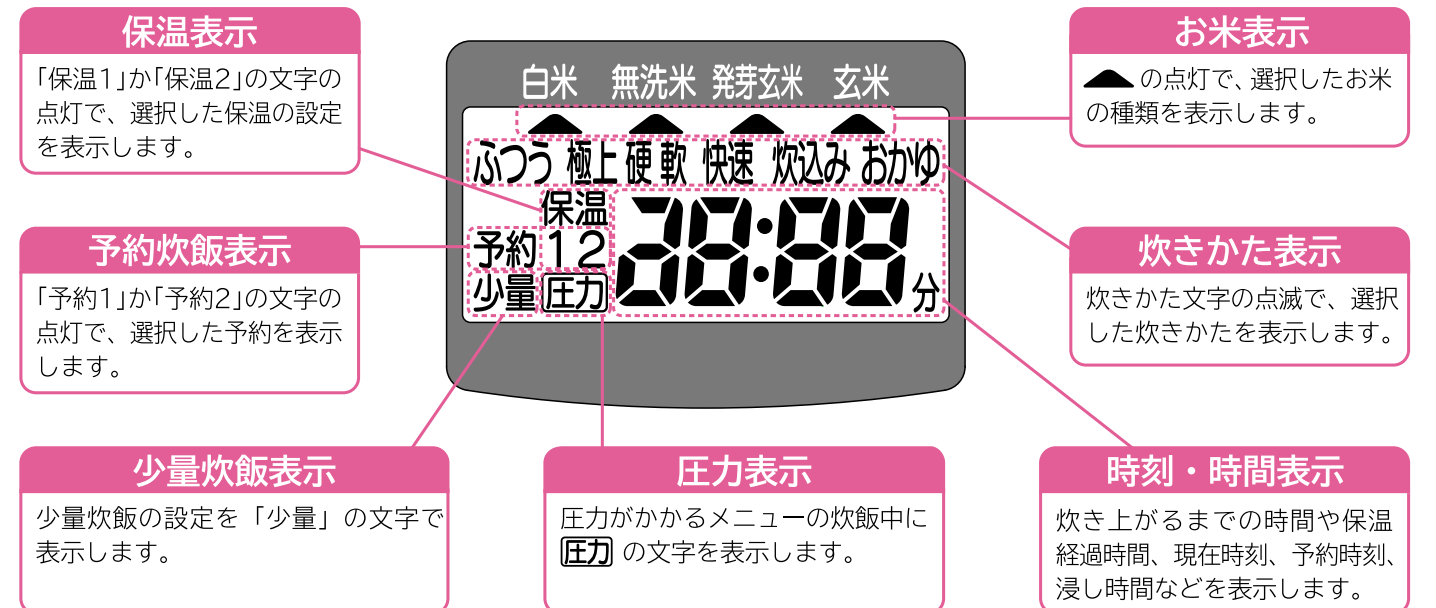 保温表示
「保温1」か「保温2」の文字の
点灯で、選択した保温の設定
を表示します。
予約炊飯表示
「予約1」か「予約2」の文字の
点灯で、選択した予約を表示
します。
少量炊飯表示
少量炊飯の設定を「少量」の文字で
表示します。
白米 無洗米 発芽玄米 玄米
ふつう 極上 硬 軟 快速 炊込み おかゆ
保温
予約 12
少量 圧力 38:88 分
圧力表示
圧力がかかるメニューの炊飯中に
圧力 の文字を表示します。
お米表示
の点灯で、選択したお米
の種類を表示します。
炊きかた表示
炊きかた文字の点滅で、選択
した炊きかたを表示します。
時刻・時間表示
炊き上がるまでの時間や保温
経過時間、現在時刻、予約時刻、
浸し時間などを表示します。